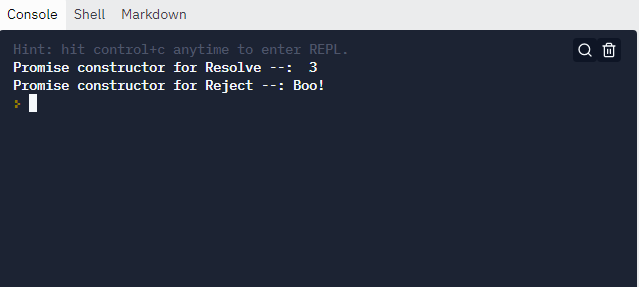 Console Shell Markdown
Hint: hit control+c anytime to enter REPL.
Promise constructor for Resolve --:  3
Promise constructor for Reject --: Boo!
>